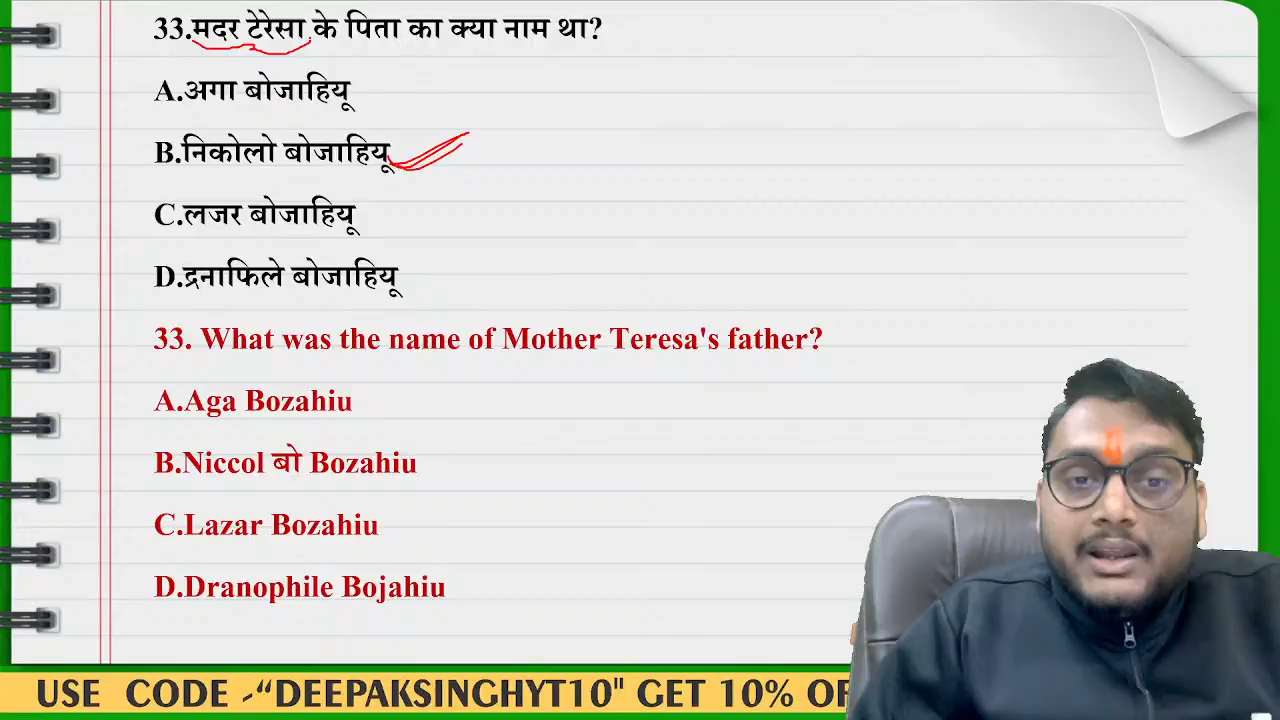 33.मदर टेरेसा के पिता का क्या नाम था?
A.अगा बोजाहियू
B.निकोलो बोजाहियू
C.लजर बोजाहियू
D.द्रनाफिले बोजाहियू
33. What was the name of Mother Teresa's father?
A.Aga Bozahiu
B.Niccol बो Bozahiu
C.Lazar Bozahiu
D.Dranophile Bojahiu
USE CODE -“DEEPAKSINGHYT10" GET 10% OF